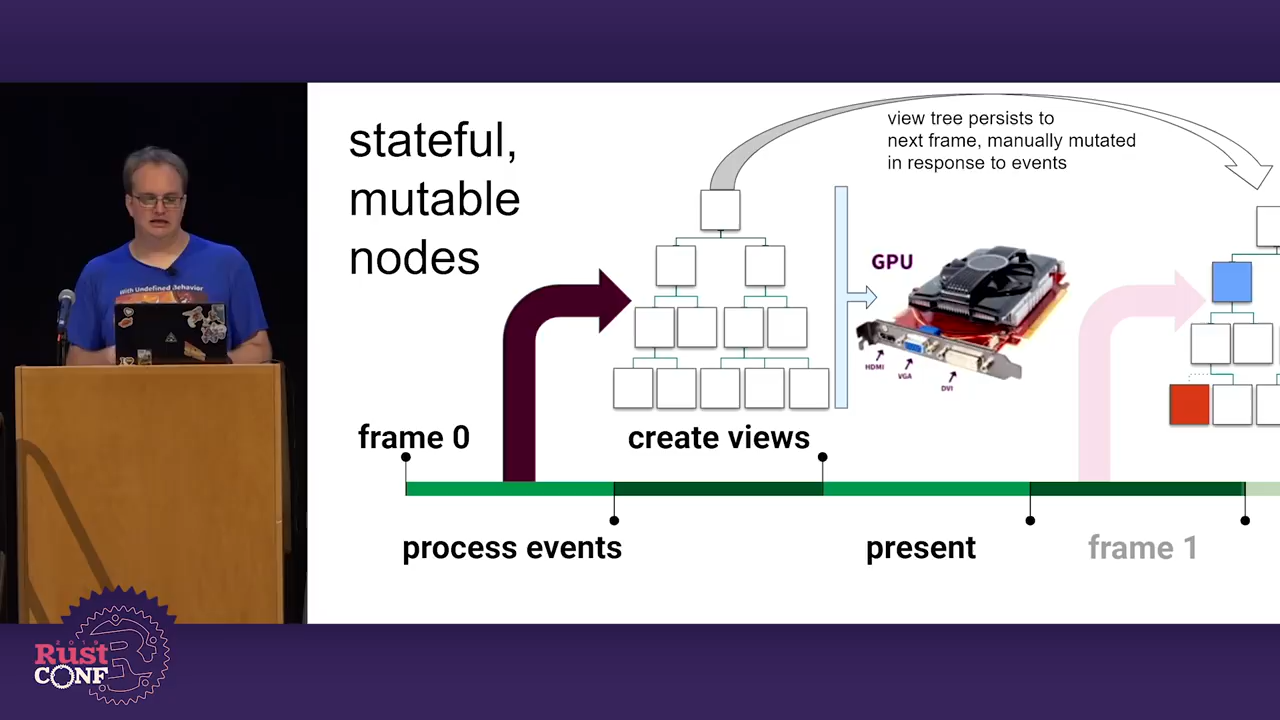 stateful,
mutable
nodes
view tree persists to
next frame, manually mutated
in response to events
GPU
HDMI
VGA
DVI
frame 0
create views
process events
present
frame 1
With Undefined Behavior
2019
Rust
CONF